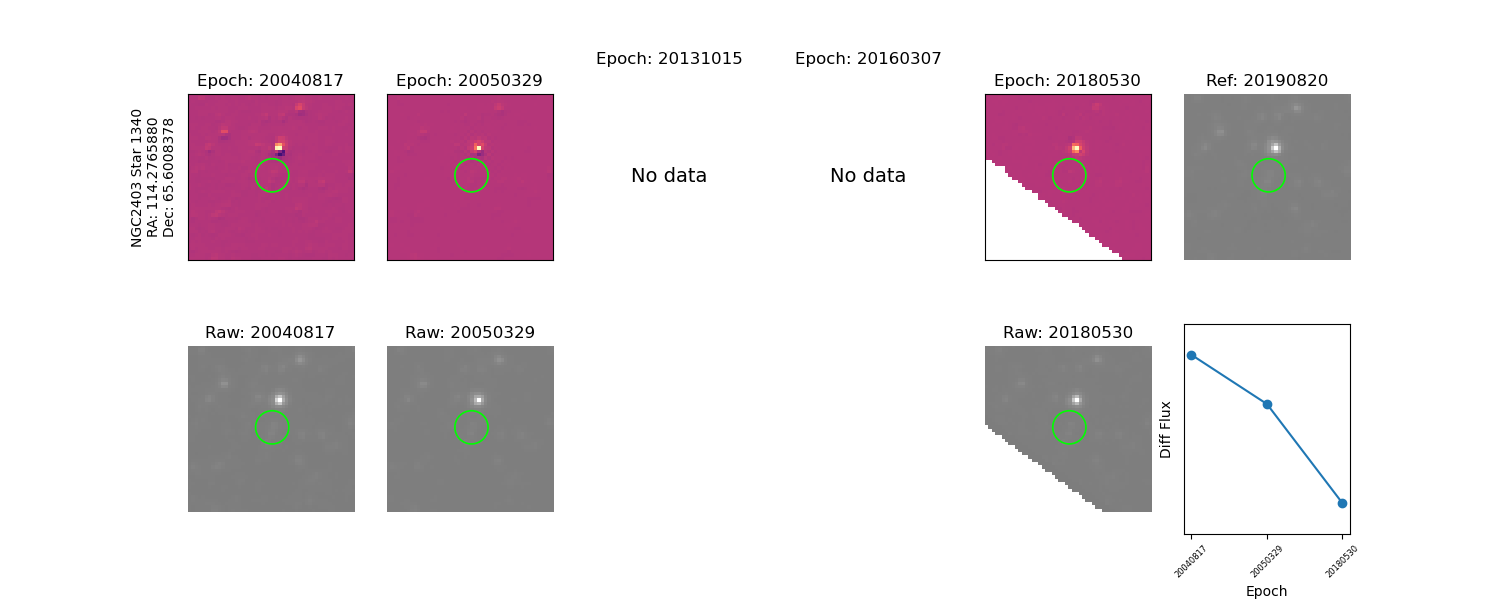 Epoch: 20040817
Epoch: 20050329
Epoch: 20131015
Epoch: 20160307
Epoch: 20180530
Ref: 20190820
NGC2403 Star 1340
RA: 114.2765880
Dec: 65.6008378
No data
No data
Raw: 20040817
Raw: 20050329
Raw: 20180530
Diff Flux
20040817
20050329
20180530
Epoch